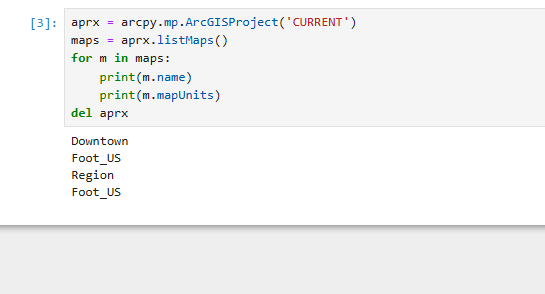 [3]: aprx = arcpy.mp.ArcGISProject('CURRENT')
maps = aprx.listMaps()
for m in maps:
    print(m.name)
    print(m.mapUnits)
del aprx
Downtown
Foot_US
Region
Foot_US